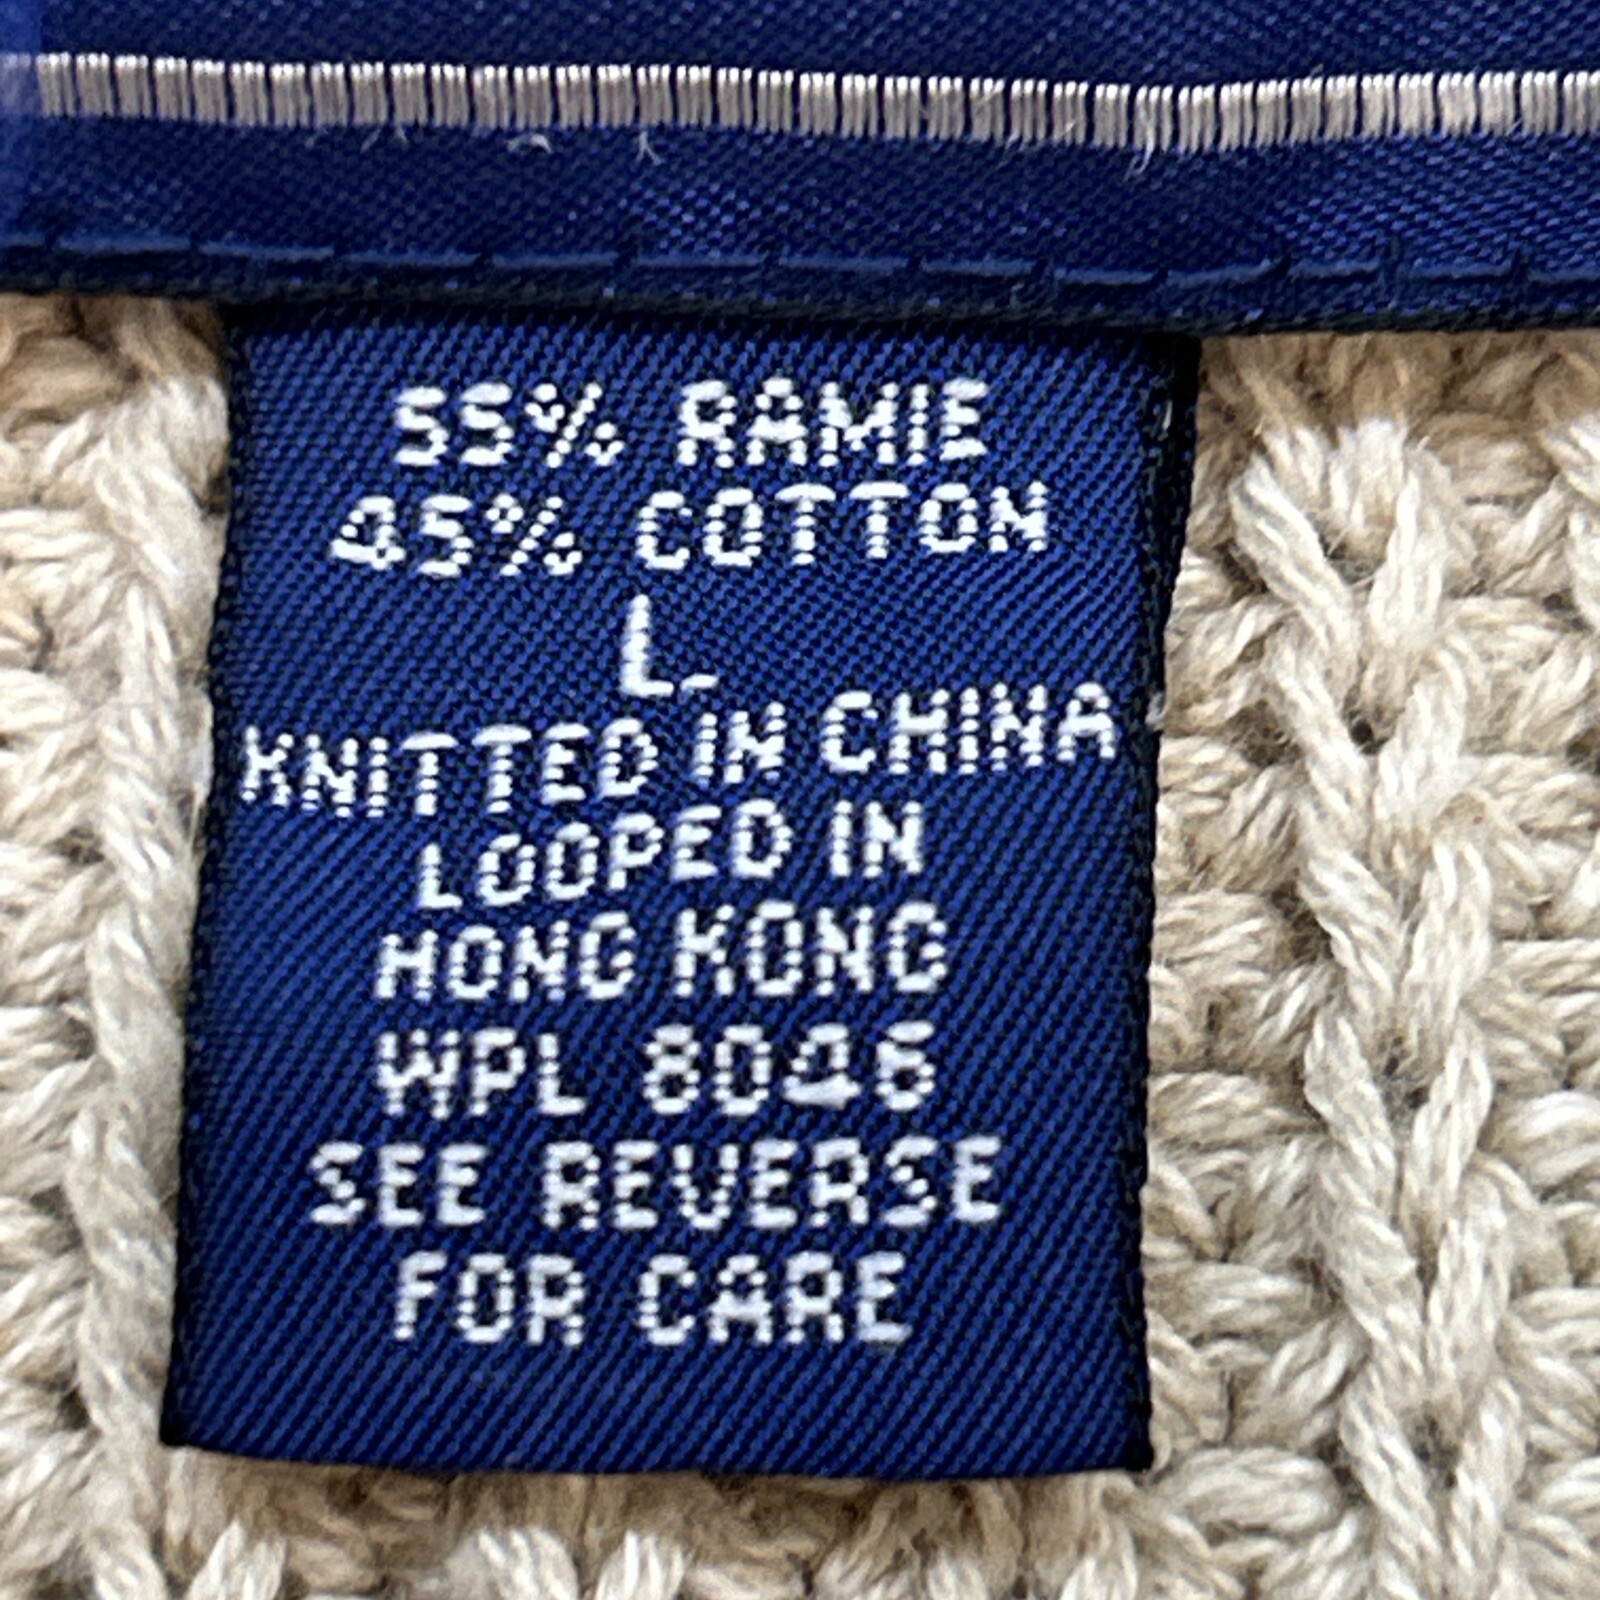 55% RAMIE
45% COTTON
L-
KNITTED IN CHINA
LOOPED IN
HONG KONG
WPL 8046
SEE REVERSE
FOR CARE